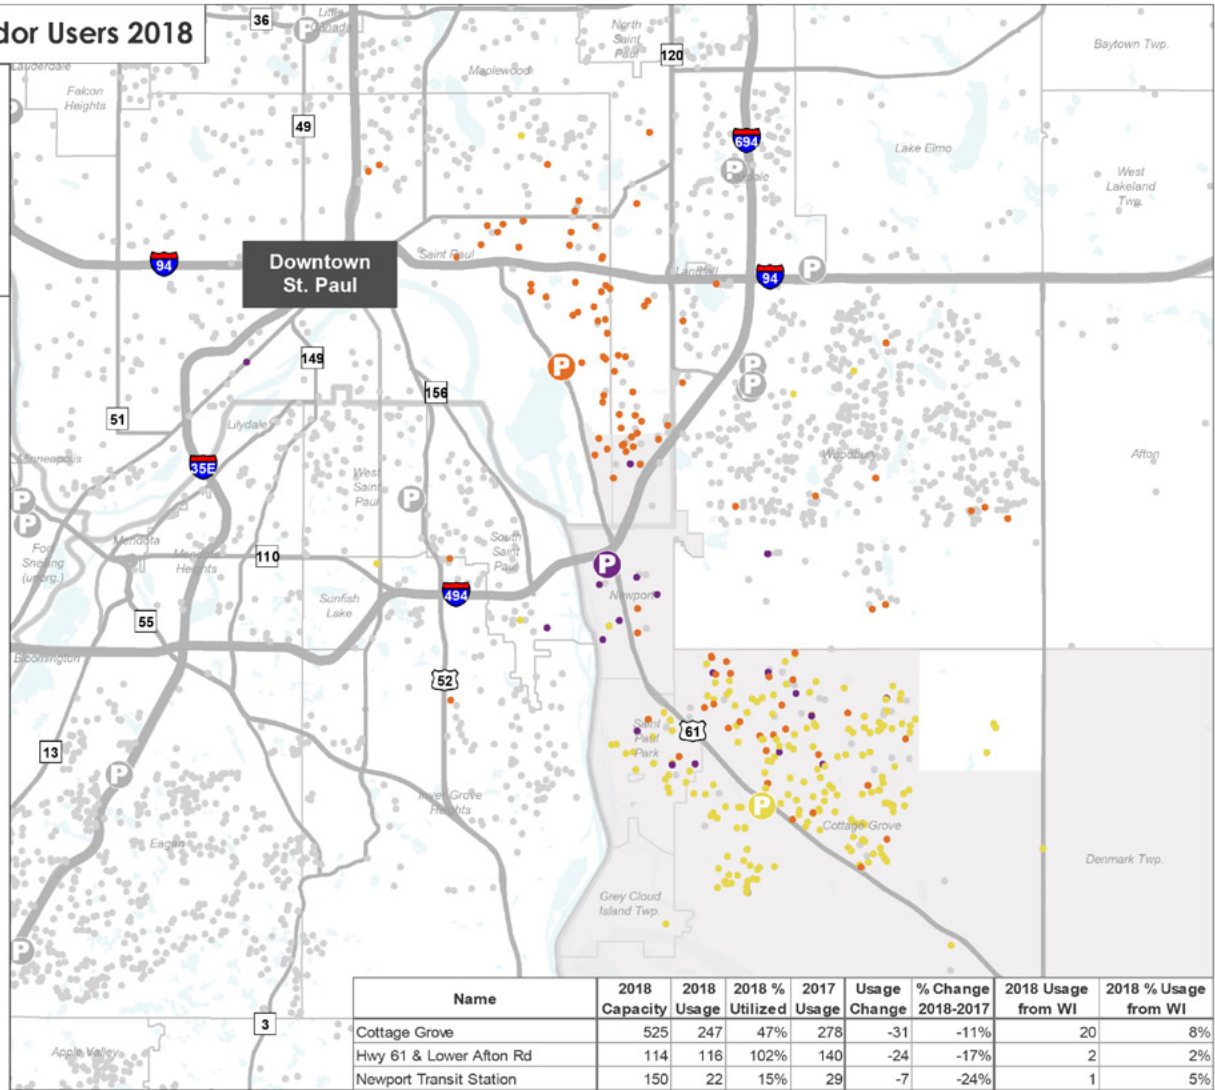 dor Users 2018
36
Little
Canada
North
Saint
Paul
120
Baytown Twp.
Lauderdale
Falcon
Heights
Maplewood
49
694
P
Lake Elmo
West
Lakeland
Twp.
94
Downtown
St. Paul
Saint Paul
Landfall
94
P
149
P
156
P
P
51
Lilydale
Minneapolis
35E
West
Saint
Paul
Woodbury
Afton
P
P
P
Fort
Snelling
(unorg.)
Mendota
Mendota
Heights
110
South
Saint
Paul
P
Newport
494
Sunfish
Lake
55
Bloomington
52
Saint
Paul
Park
61
13
P
Inver Grove
Heights
P
Cottage Grove
Eagan
Denmark Twp.
Grey Cloud
Island Twp.
P
3
Apple Valley
Name 2018 Capacity 2018 Usage 2018 % Utilized 2017 Usage Usage Change % Change 2018-2017 2018 Usage from WI 2018 % Usage from WI
Cottage Grove 525 247 47% 278 -31 -11% 20 8%
Hwy 61 & Lower Afton Rd 114 116 102% 140 -24 -17% 2 2%
Newport Transit Station 150 22 15% 29 -7 -24% 1 5%